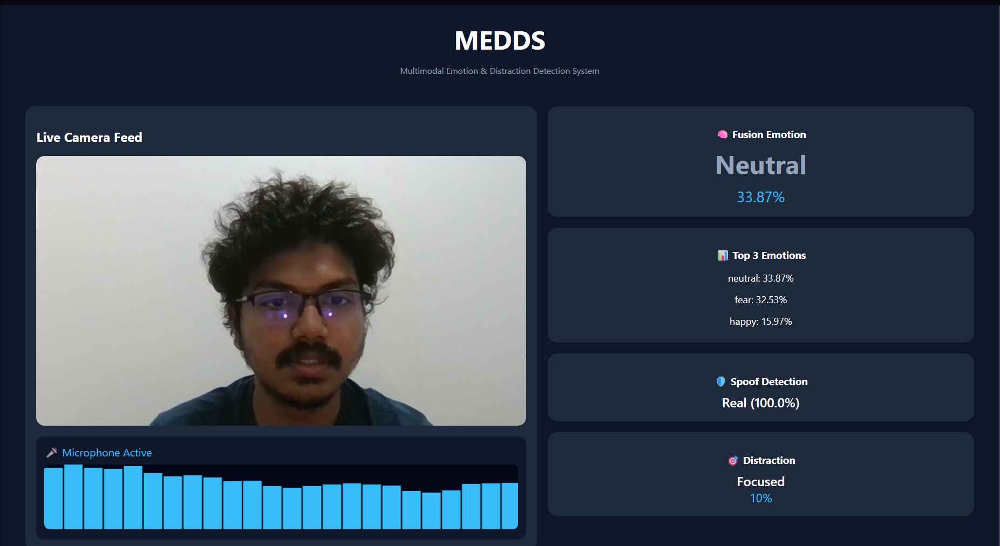 MEDDS
Multimodal Emotion & Distraction Detection System
Live Camera Feed
🎤 Microphone Active
🧠 Fusion Emotion
Neutral
33.87%
📊 Top 3 Emotions
neutral: 33.87%
fear: 32.53%
happy: 15.97%
🛡️ Spoof Detection
Real (100.0%)
🎯 Distraction
Focused
10%